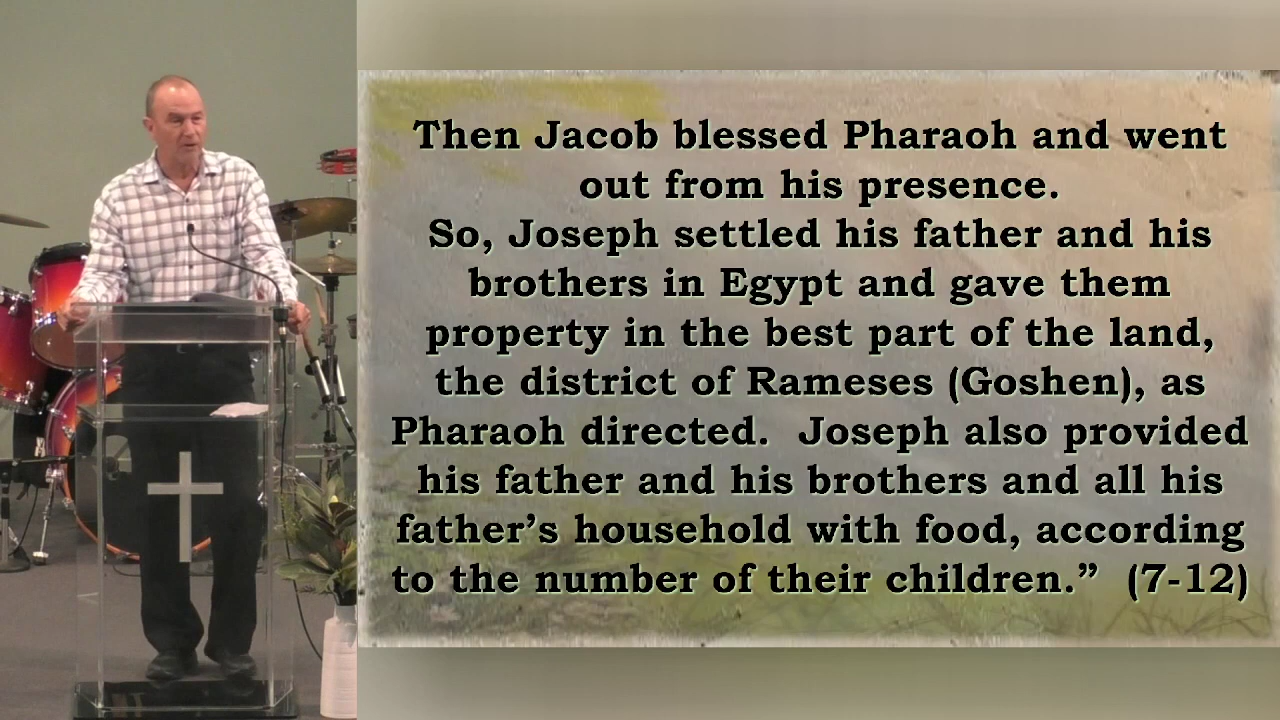 Then Jacob blessed Pharaoh and went
out from his presence.
So, Joseph settled his father and his
brothers in Egypt and gave them
property in the best part of the land,
the district of Rameses (Goshen), as
Pharaoh directed.  Joseph also provided
his father and his brothers and all his
father’s household with food, according
to the number of their children.”  (7-12)